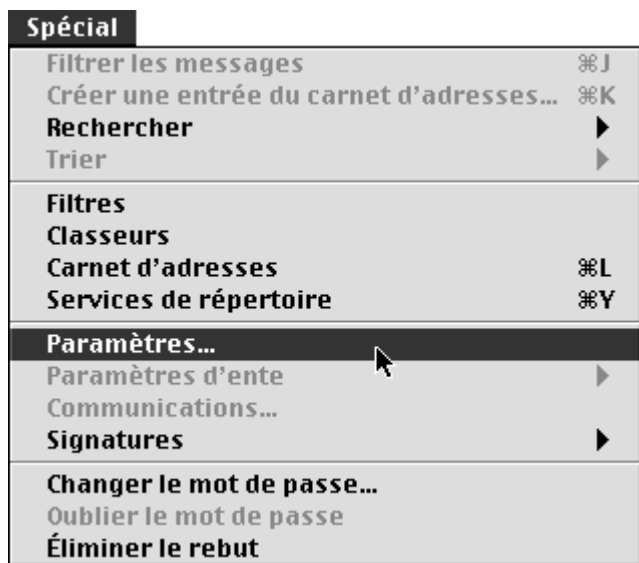 Spécial
Filtrer les messages ⌘J
Créer une entrée du carnet d'adresses... ⌘K
Rechercher
Trier
Filtres
Classeurs
Carnet d'adresses ⌘L
Services de répertoire ⌘Y
Paramètres...
Paramètres d'ente
Communications...
Signatures
Changer le mot de passe...
Oublier le mot de passe
Éliminer le rebut